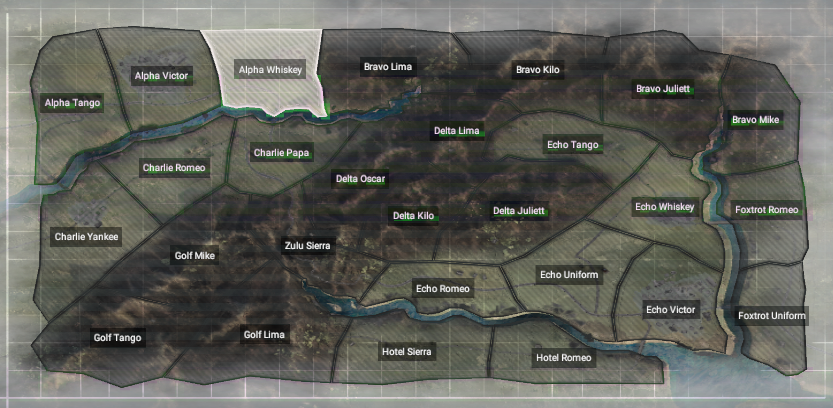 Alpha Tango
Alpha Victor
Alpha Whiskey
Bravo Lima
Bravo Kilo
Bravo Juliett
Bravo Mike
Charlie Romeo
Charlie Papa
Delta Lima
Echo Tango
Delta Oscar
Delta Kilo
Delta Juliett
Echo Whiskey
Foxtrot Romeo
Charlie Yankee
Golf Mike
Zulu Sierra
Echo Romeo
Echo Uniform
Echo Victor
Foxtrot Uniform
Golf Tango
Golf Lima
Hotel Sierra
Hotel Romeo